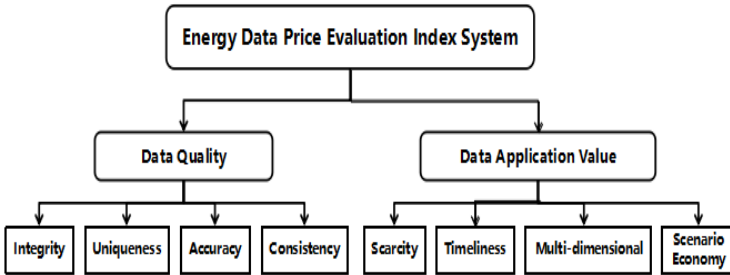 Energy Data Price Evaluation Index System
Data Quality
Data Application Value
Integrity
Uniqueness
Accuracy
Consistency
Scarcity
Timeliness
Multi-dimensional
Scenario
Economy